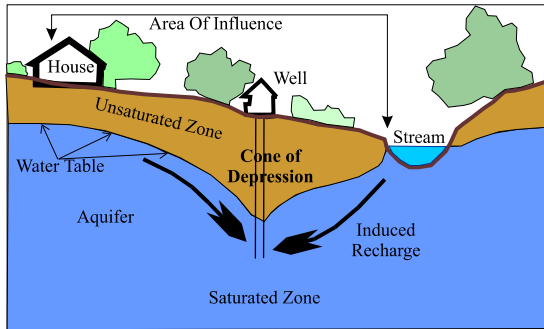 Area Of Influence
House
Well
Unsaturated Zone
Stream
Water Table
Cone of
Depression
Aquifer
Induced
Recharge
Saturated Zone